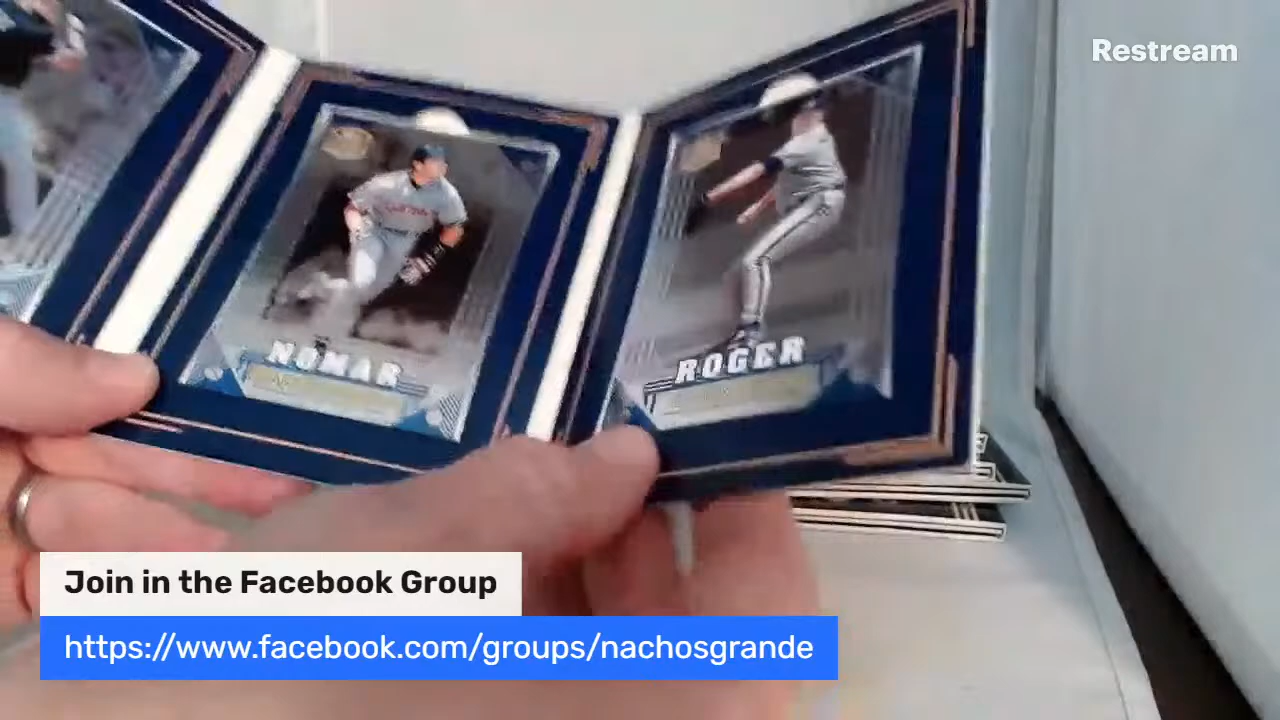 Restream
NOMAR
ROGER
Join in the Facebook Group
https://www.facebook.com/groups/nachosgrande